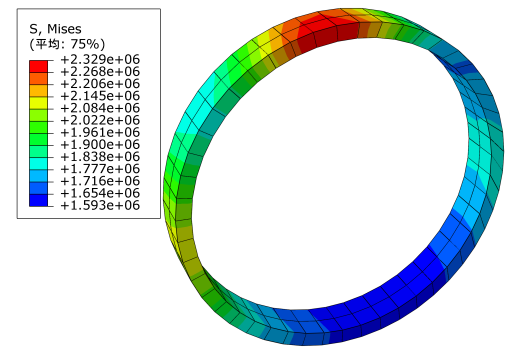 S, Mises
(平均: 75%)
+2.329e+06
+2.268e+06
+2.206e+06
+2.145e+06
+2.084e+06
+2.022e+06
+1.961e+06
+1.900e+06
+1.838e+06
+1.777e+06
+1.716e+06
+1.654e+06
+1.593e+06